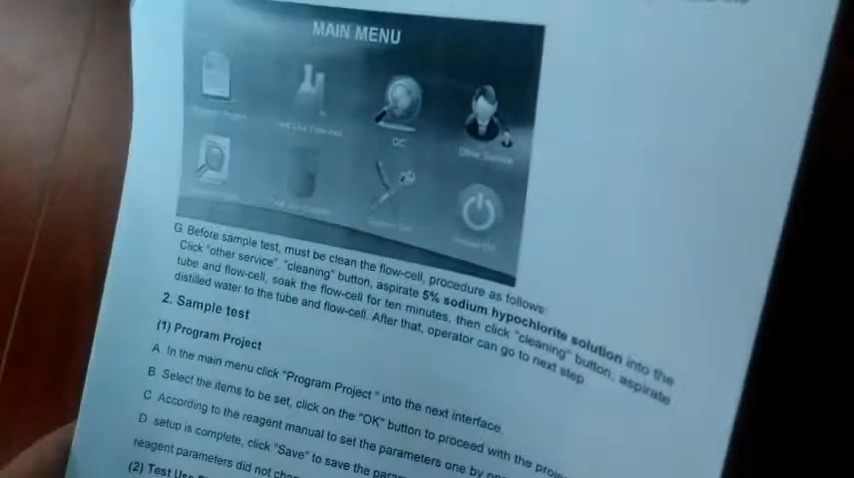 MAIN MENU
QC
Other Service
G. Before sample test, must be clean the flow-cell, procedure as follows:
Click "other service", "cleaning" button, aspirate 5% sodium hypochlorite solution into the
tube and flow-cell, soak the flow-cell for ten minutes, then click "cleaning" button, aspirate
distilled water to the tube and flow-cell. After that, operator can go to next step
2. Sample test
(1) Program Project
A In the main menu click "Program Project " into the next interface
B Select the items to be set, click on the "OK" button to proceed with the
C According to the reagent manual to set the parameters one by
D setup is complete, click "Save" to save the
reagent parameters did not
(2) Test